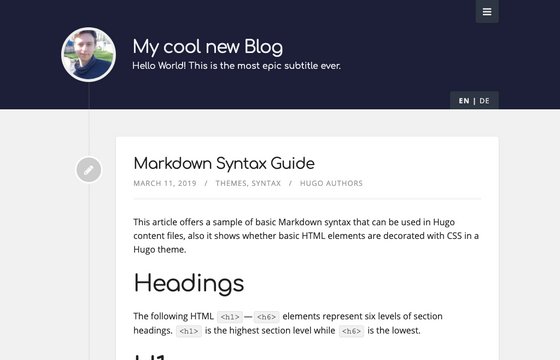 My cool new Blog
Hello World! This is the most epic subtitle ever.
EN | DE
Markdown Syntax Guide
MARCH 11, 2019 / THEMES, SYNTAX / HUGO AUTHORS
This article offers a sample of basic Markdown syntax that can be used in Hugo
content files, also it shows whether basic HTML elements are decorated with CSS in a
Hugo theme.
Headings
The following HTML <h1>—<h6> elements represent six levels of section
headings. <h1> is the highest section level while <h6> is the lowest.
H1